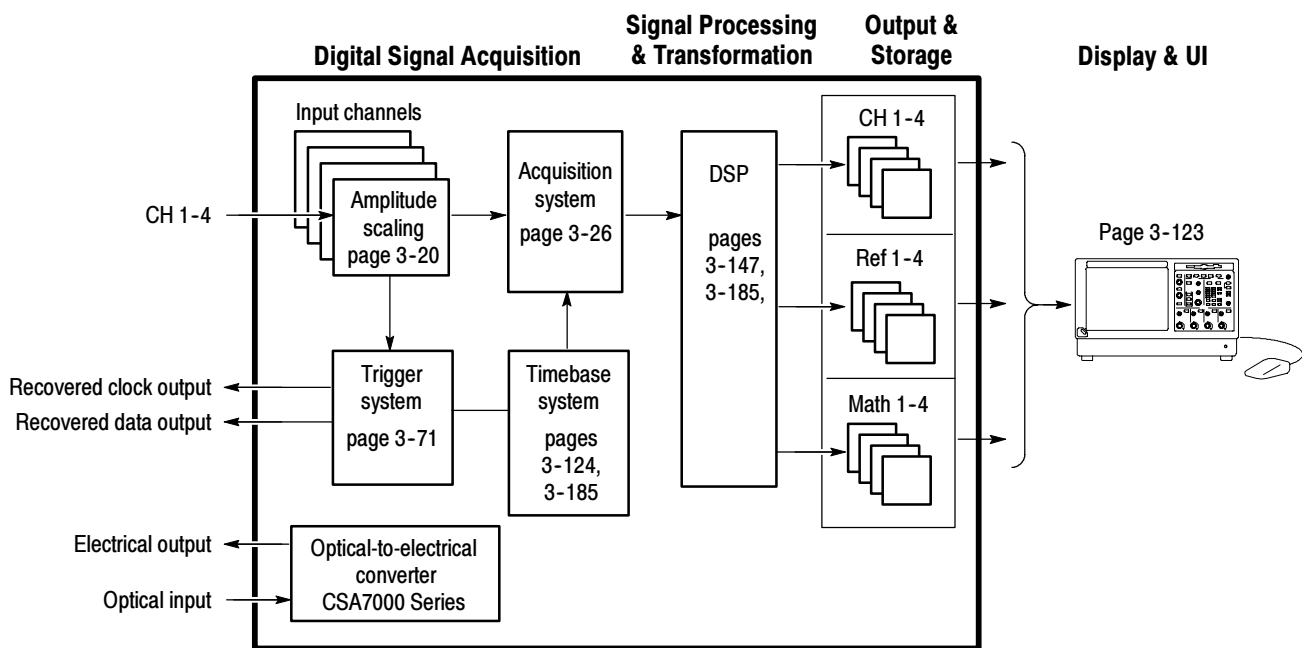 Digital Signal Acquisition
Signal Processing
& Transformation
Output &
Storage
Display & UI
Input channels
CH 1-4
Amplitude
scaling
page 3-20
Acquisition
system
page 3-26
DSP
pages
3-147,
3-185,
CH 1-4
Ref 1-4
Math 1-4
Page 3-123
Recovered clock output
Recovered data output
Trigger
system
page 3-71
Timebase
system
pages
3-124,
3-185
Electrical output
Optical input
Optical-to-electrical
converter
CSA7000 Series